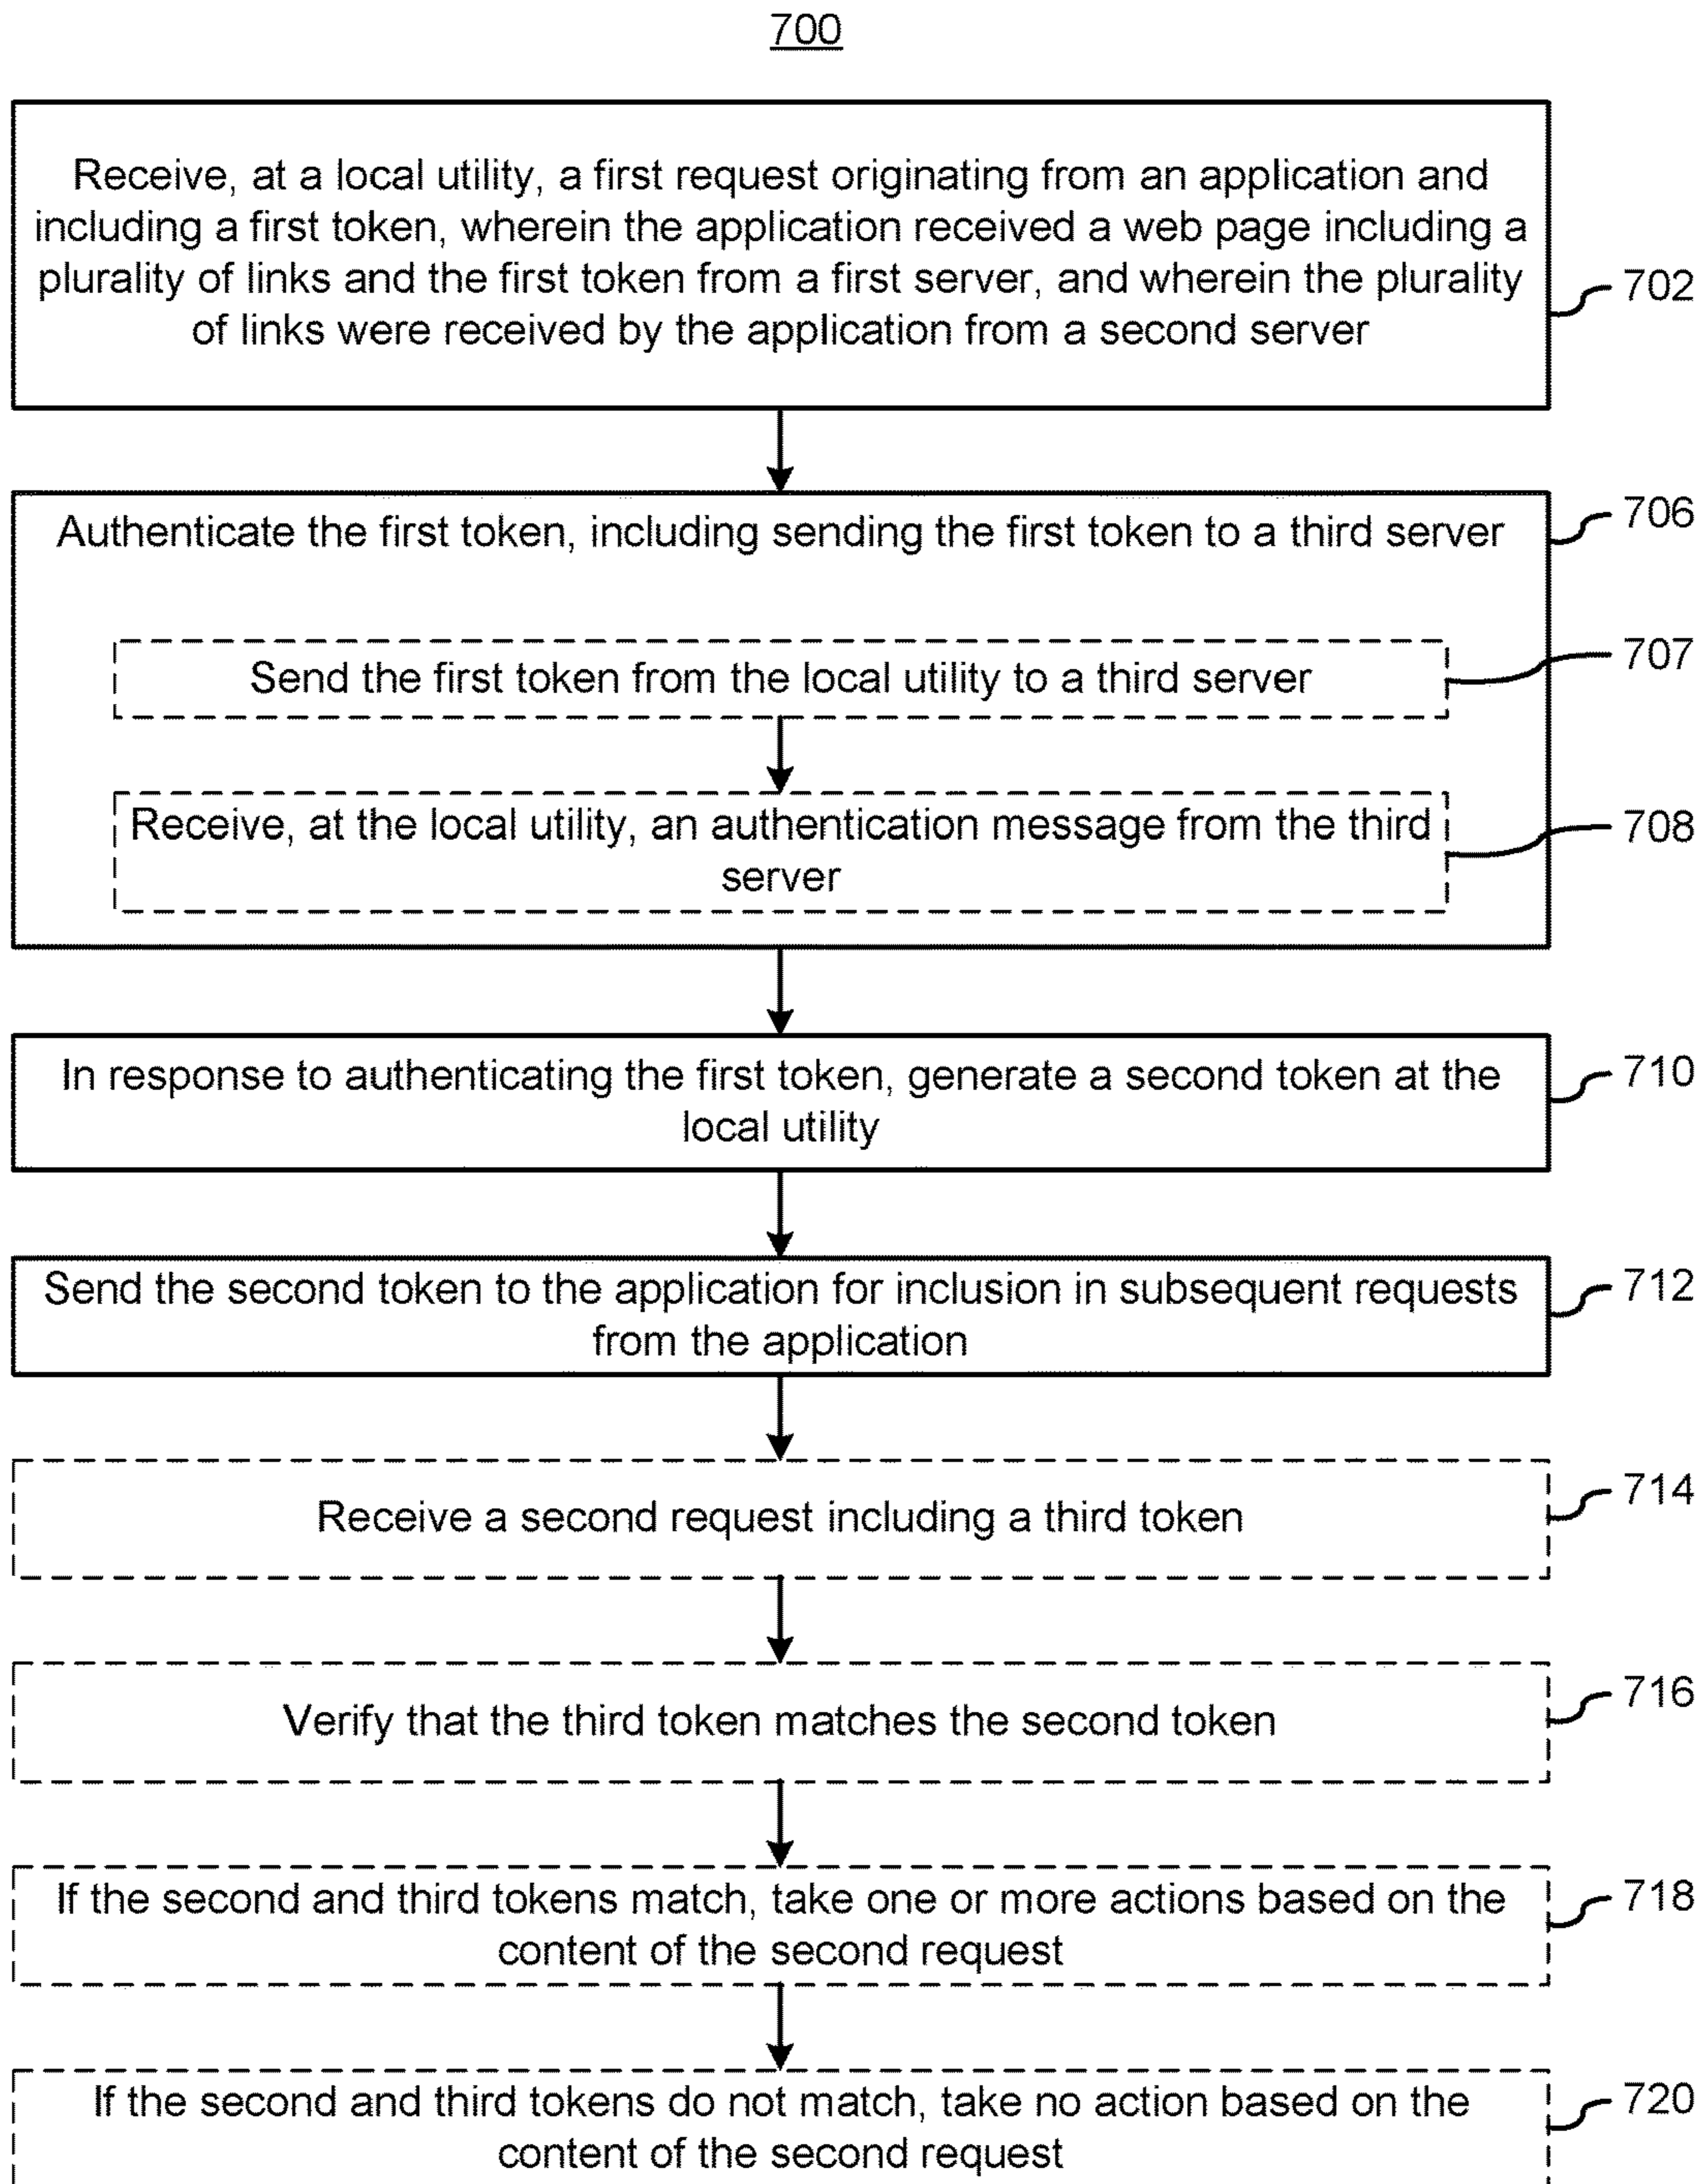 700
Receive, at a local utility, a first request originating from an application and
including a first token, wherein the application received a web page including a
plurality of links and the first token from a first server, and wherein the plurality
of links were received by the application from a second server
702
Authenticate the first token, including sending the first token to a third server
706
Send the first token from the local utility to a third server
707
Receive, at the local utility, an authentication message from the third
server
708
In response to authenticating the first token, generate a second token at the
local utility
710
Send the second token to the application for inclusion in subsequent requests
from the application
712
Receive a second request including a third token
714
Verify that the third token matches the second token
716
If the second and third tokens match, take one or more actions based on the
content of the second request
718
If the second and third tokens do not match, take no action based on the
content of the second request
720